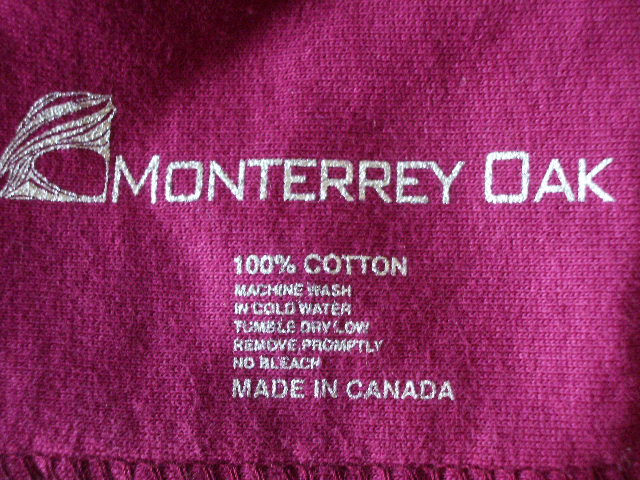 MONTERREY OAK
100% COTTON
MACHINE WASH
IN COLD WATER
TUMBLE DRY LOW
REMOVE PROMPTLY
NO BLEACH
MADE IN CANADA